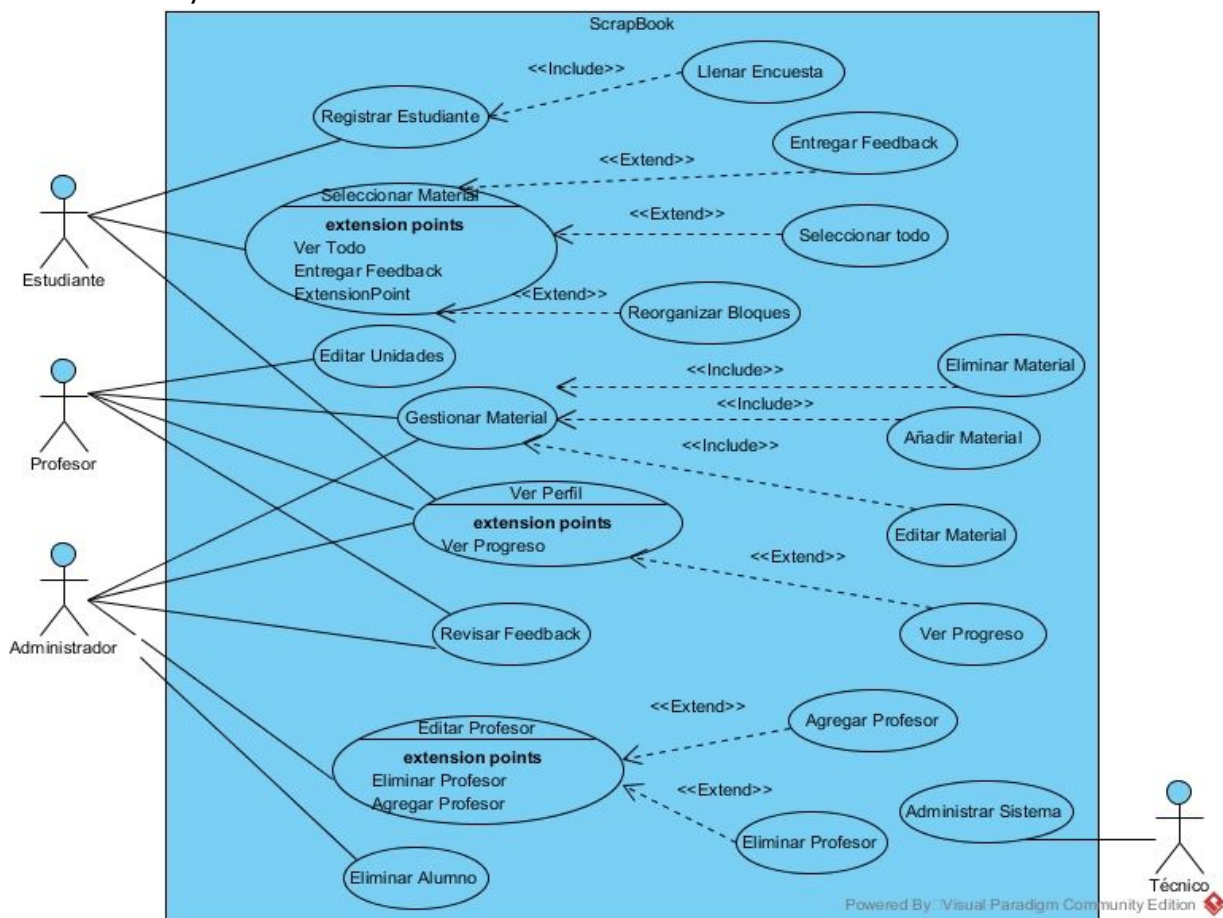 ScrapBook
<<Include>>
Llenar Encuesta
Registrar Estudiante
Entregar Feedback
<<Extend>>
Seleccionar Material
extension points
Ver Todo
Entregar Feedback
ExtensionPoint
<<Extend>>
Seleccionar todo
Estudiante
<<Extend>>
Reorganizar Bloques
Editar Unidades
Eliminar Material
<<Include>>
Gestionar Material
<<Include>>
Añadir Material
Profesor
<<Include>>
Ver Perfil
extension points
Ver Progreso
Editar Material
<<Extend>>
Administrador
Revisar Feedback
Ver Progreso
Editar Profesor
extension points
Eliminar Profesor
Agregar Profesor
<<Extend>>
Agregar Profesor
<<Extend>>
Administrar Sistema
Eliminar Profesor
Eliminar Alumno
Técnico
Powered By Visual Paradigm Community Edition